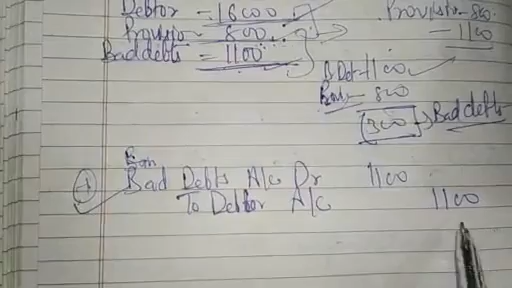 Debtor - 16000
Provision - 800
Bad debts = 1100
Provision - 800
- 1100
B Debt - 1100
- 800
300 → Bad debts
Bad Debts A/c Dr 1100
To Debtor A/c 1100